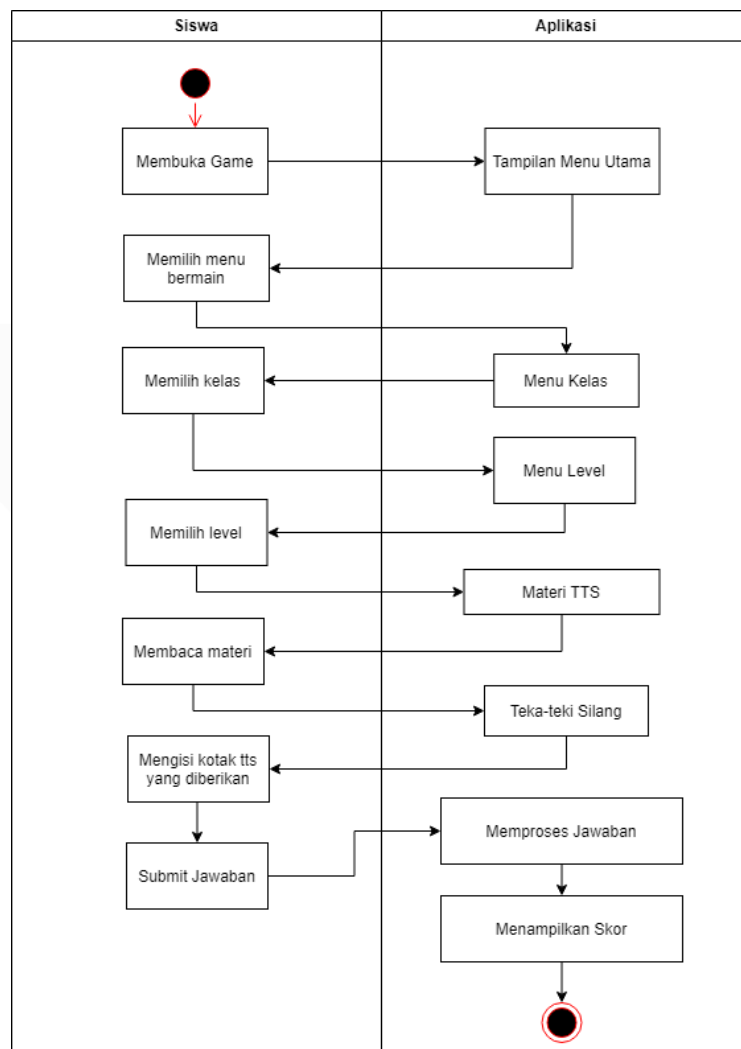 Siswa
Aplikasi
Membuka Game
Tampilan Menu Utama
Memilih menu
bermain
Menu Kelas
Memilih kelas
Menu Level
Memilih level
Materi TTS
Membaca materi
Teka-teki Silang
Mengisi kotak tts
yang diberikan
Submit Jawaban
Memproses Jawaban
Menampilkan Skor